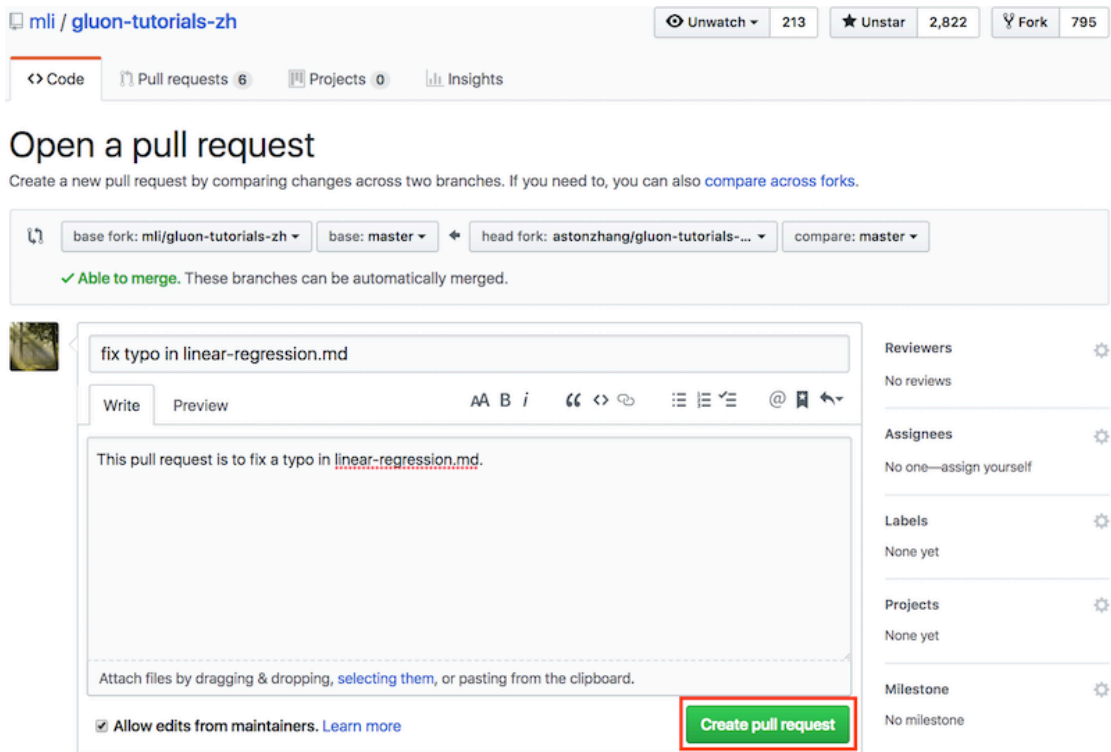 mli / gluon-tutorials-zh
Unwatch 213 Unstar 2,822 Fork 795
<> Code Pull requests 6 Projects 0 Insights
Open a pull request
Create a new pull request by comparing changes across two branches. If you need to, you can also compare across forks.
base fork: mli/gluon-tutorials-zh base: master head fork: astonzhang/gluon-tutorials-... compare: master
Able to merge. These branches can be automatically merged.
fix typo in linear-regression.md
Write Preview AA B i “ <> @
This pull request is to fix a typo in linear-regression.md.
Attach files by dragging & dropping, selecting them, or pasting from the clipboard.
Allow edits from maintainers. Learn more
Create pull request
Reviewers
No reviews
Assignees
No one—assign yourself
Labels
None yet
Projects
None yet
Milestone
No milestone